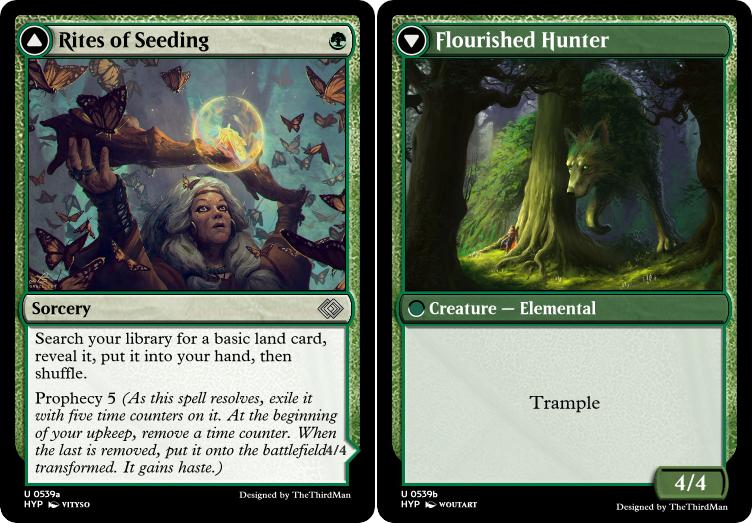 Rites of Seeding
Sorcery
Search your library for a basic land card,
reveal it, put it into your hand, then
shuffle.
Prophecy 5 (As this spell resolves, exile it
with five time counters on it. At the beginning
of your upkeep, remove a time counter. When
the last is removed, put it onto the battlefield
transformed. It gains haste.)
4/4
U 0539a
HYP VITYSO
Designed by TheThirdMan
Flourished Hunter
Creature — Elemental
Trample
4/4
U 0539b
HYP WOUTART
Designed by TheThirdMan